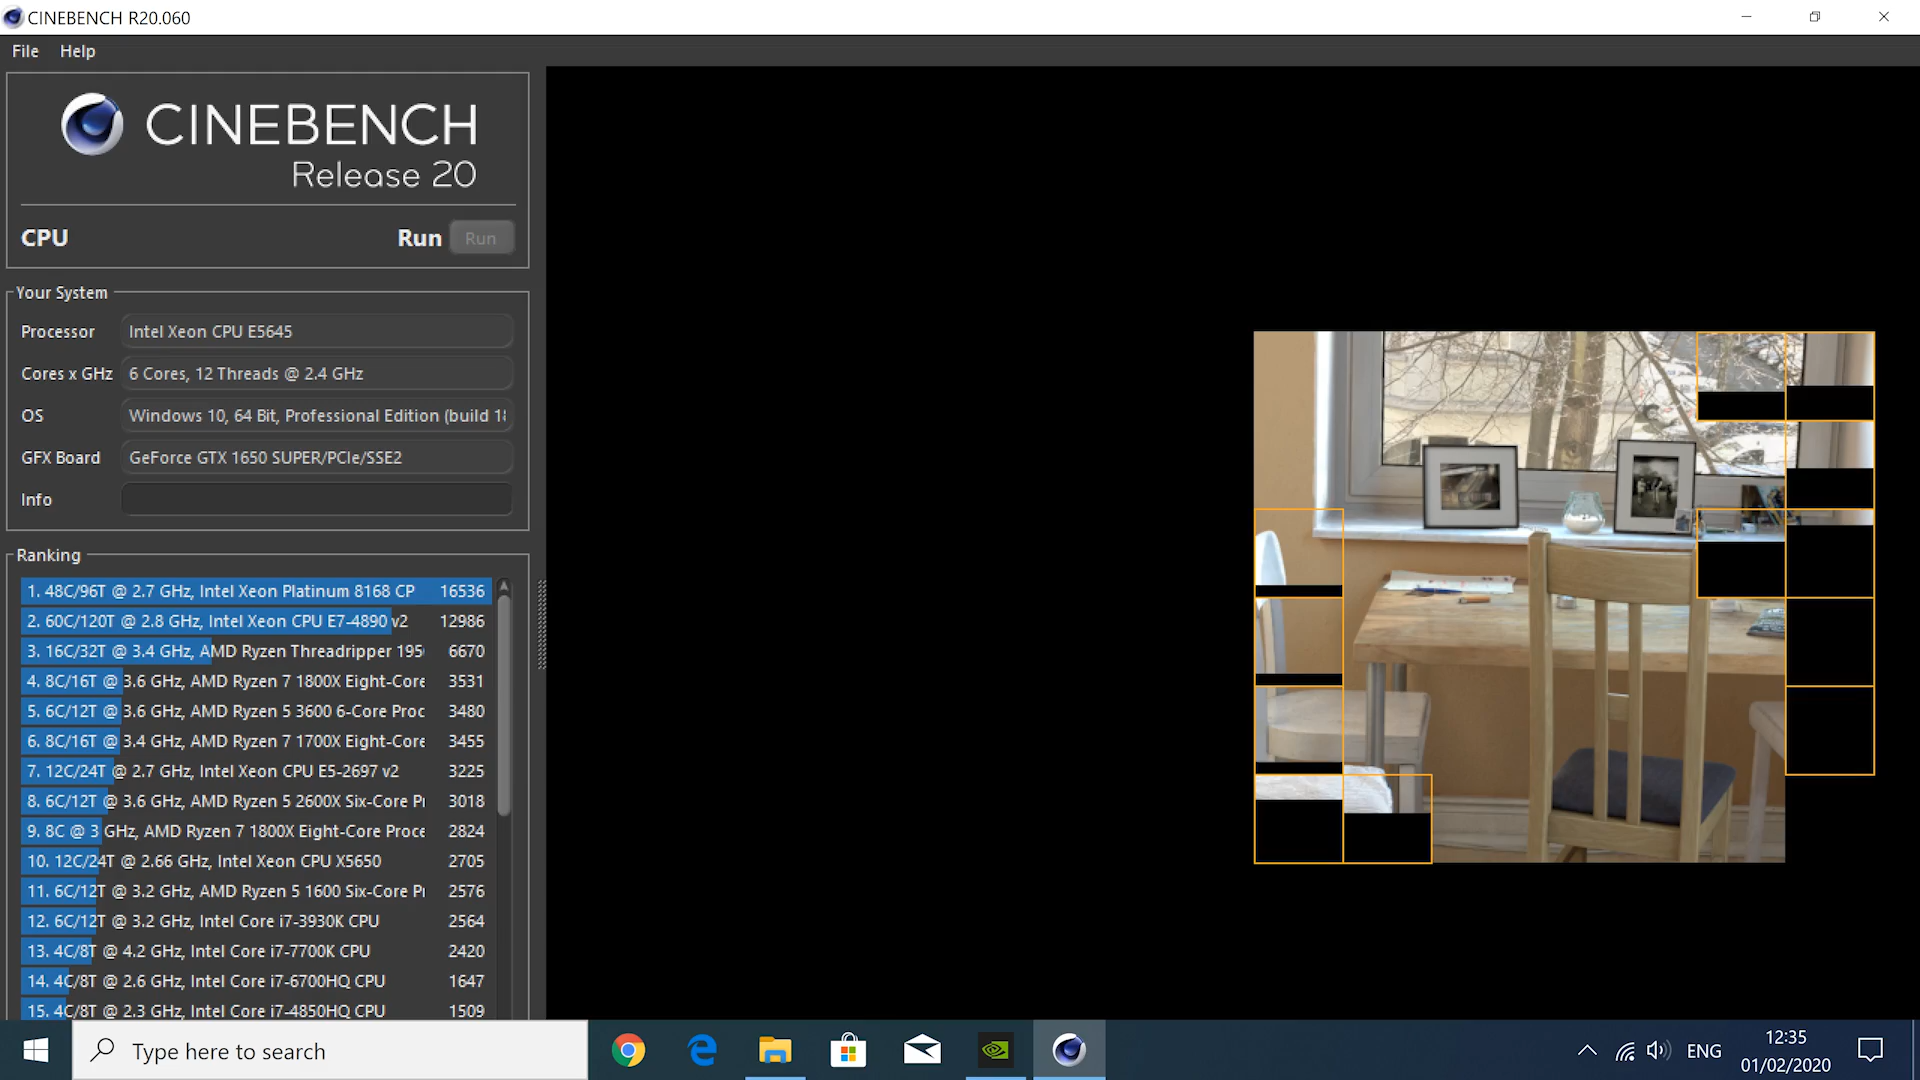 CINEBENCH R20.060
File Help
CINEBENCH
Release 20
CPU Run Run
Your System
Processor Intel Xeon CPU E5645
Cores x GHz 6 Cores, 12 Threads @ 2.4 GHz
OS Windows 10, 64 Bit, Professional Edition (build 18
GFX Board GeForce GTX 1650 SUPER/PCIe/SSE2
Info
Ranking
1. 48C/96T @ 2.7 GHz, Intel Xeon Platinum 8168 CP 16536
2. 60C/120T @ 2.8 GHz, Intel Xeon CPU E7-4890 v2 12986
3. 16C/32T @ 3.4 GHz, AMD Ryzen Threadripper 195 6670
4. 8C/16T @ 3.6 GHz, AMD Ryzen 7 1800X Eight-Core 3531
5. 6C/12T @ 3.6 GHz, AMD Ryzen 5 3600 6-Core Proc 3480
6. 8C/16T @ 3.4 GHz, AMD Ryzen 7 1700X Eight-Core 3455
7. 12C/24T @ 2.7 GHz, Intel Xeon CPU E5-2697 v2 3225
8. 6C/12T @ 3.6 GHz, AMD Ryzen 5 2600X Six-Core P 3018
9. 8C @ 3 GHz, AMD Ryzen 7 1800X Eight-Core Proce 2824
10. 12C/24T @ 2.66 GHz, Intel Xeon CPU X5650 2705
11. 6C/12T @ 3.2 GHz, AMD Ryzen 5 1600 Six-Core P 2576
12. 6C/12T @ 3.2 GHz, Intel Core i7-3930K CPU 2564
13. 4C/8T @ 4.2 GHz, Intel Core i7-7700K CPU 2420
14. 4C/8T @ 2.6 GHz, Intel Core i7-6700HQ CPU 1647
15. 4C/8T @ 2.3 GHz, Intel Core i7-4850HQ CPU 1509
Type here to search
ENG
12:35
01/02/2020